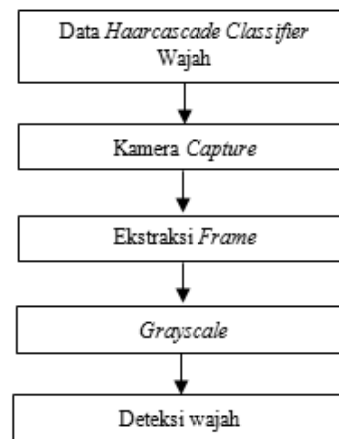 Data Haarcascade Classifier
Wajah
Kamera Capture
Ekstraksi Frame
Grayscale
Deteksi wajah